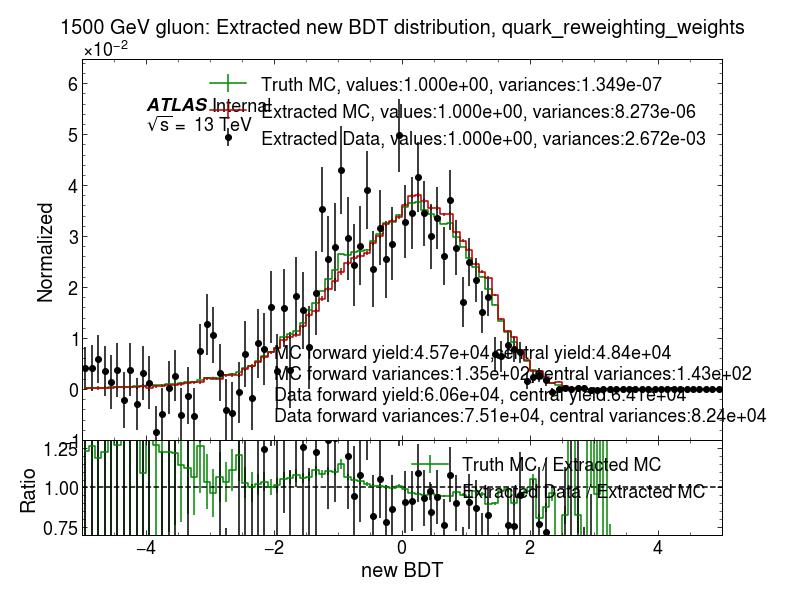 1500 GeV gluon: Extracted new BDT distribution, quark_reweighting_weights
×10⁻²
Truth MC, values:1.000e+00, variances:1.349e-07
ATLAS Internal
Extracted MC, values:1.000e+00, variances:8.273e-06
√s = 13 TeV
Extracted Data, values:1.000e+00, variances:2.672e-03
6
5
4
3
2
1
0
Normalized
MC forward yield:4.57e+04, central yield:4.84e+04
MC forward variances:1.35e+02, central variances:1.43e+02
Data forward yield:6.06e+04, central yield:6.41e+04
Data forward variances:7.51e+04, central variances:8.24e+04
1.25
1.00
0.75
Ratio
Truth MC / Extracted MC
Extracted Data / Extracted MC
−4 −2 0 2 4
new BDT